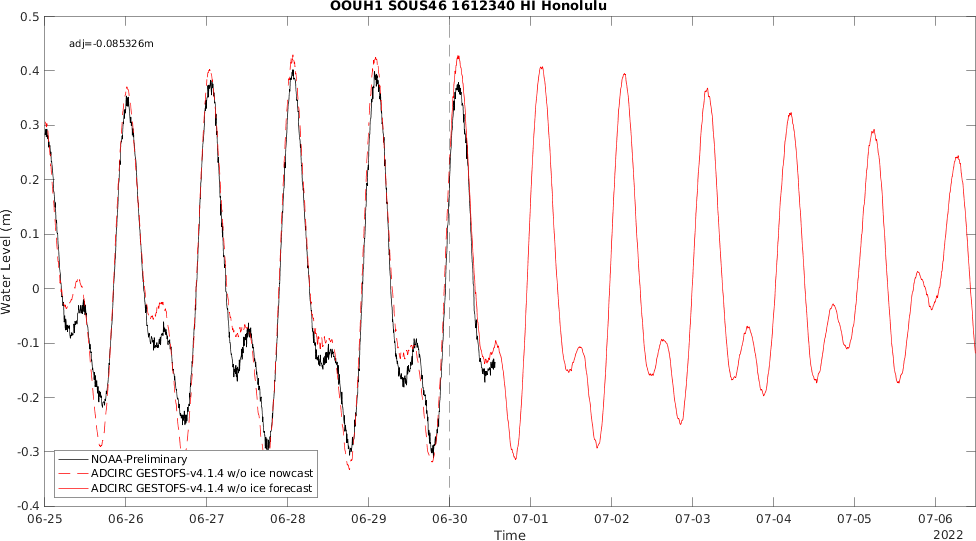 OOUH1 SOUS46 1612340 HI Honolulu
adj=-0.085326m
0.5
0.4
0.3
0.2
0.1
0
-0.1
-0.2
-0.3
-0.4
Water Level (m)
NOAA-Preliminary
ADCIRC GESTOFS-v4.1.4 w/o ice nowcast
ADCIRC GESTOFS-v4.1.4 w/o ice forecast
06-25 06-26 06-27 06-28 06-29 06-30 07-01 07-02 07-03 07-04 07-05 07-06
Time
2022